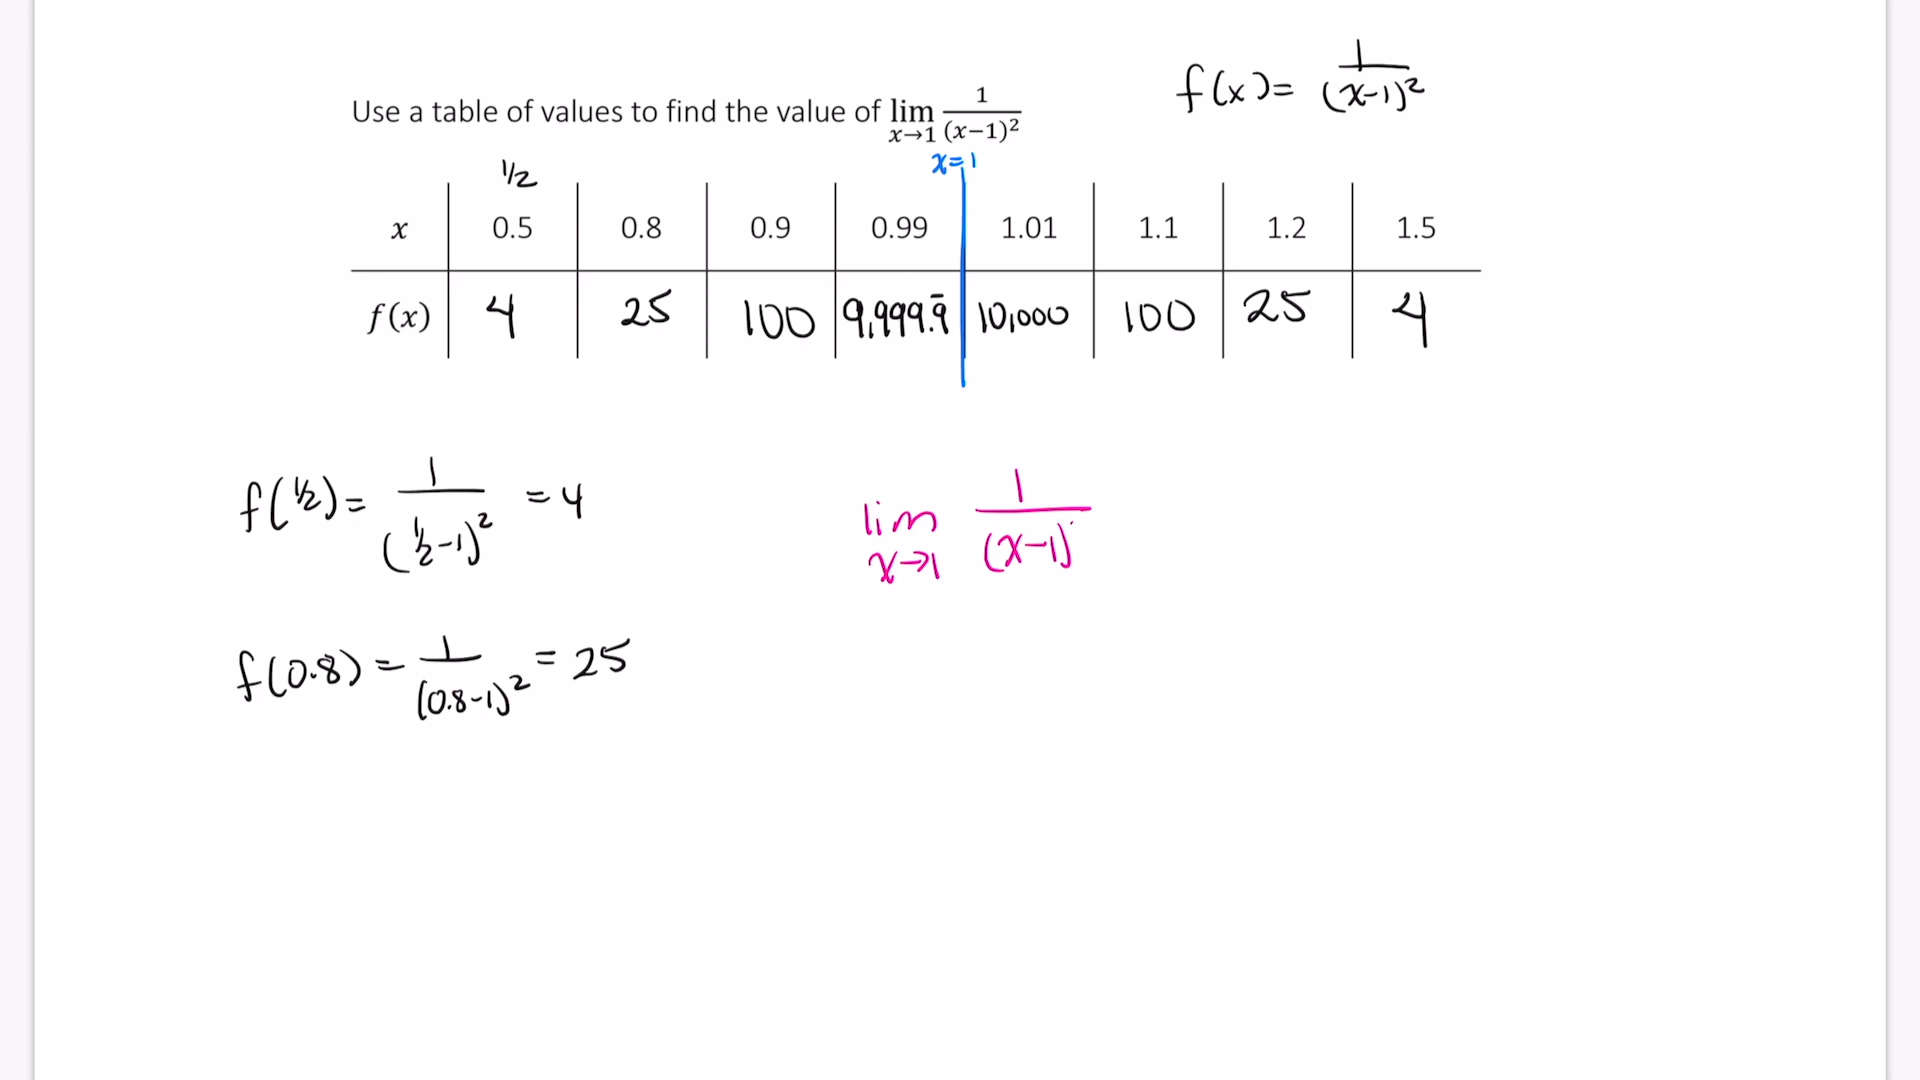 f(x)= 1/(x-1)²
Use a table of values to find the value of lim x→1 1/(x−1)²
x=1
1/2
x 0.5 0.8 0.9 0.99 1.01 1.1 1.2 1.5
f(x) 4 25 100 9,999.9̅ 10,000 100 25 4
f(1/2)= 1/(1/2-1)² =4
lim x→1 1/(x-1)
f(0.8)= 1/(0.8-1)² = 25